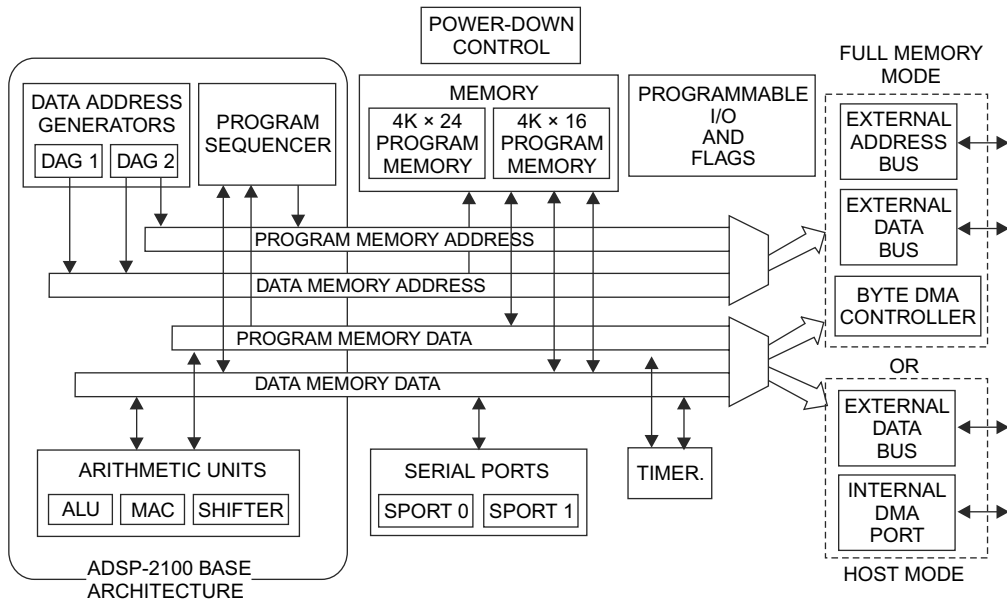 POWER-DOWN
CONTROL
FULL MEMORY
MODE
DATA ADDRESS
GENERATORS
DAG 1
DAG 2
PROGRAM
SEQUENCER
MEMORY
4K × 24
PROGRAM
MEMORY
4K × 16
PROGRAM
MEMORY
PROGRAMMABLE
I/O
AND
FLAGS
EXTERNAL
ADDRESS
BUS
EXTERNAL
DATA
BUS
BYTE DMA
CONTROLLER
PROGRAM MEMORY ADDRESS
DATA MEMORY ADDRESS
PROGRAM MEMORY DATA
DATA MEMORY DATA
OR
EXTERNAL
DATA
BUS
INTERNAL
DMA
PORT
HOST MODE
ARITHMETIC UNITS
ALU
MAC
SHIFTER
SERIAL PORTS
SPORT 0
SPORT 1
TIMER.
ADSP-2100 BASE
ARCHITECTURE